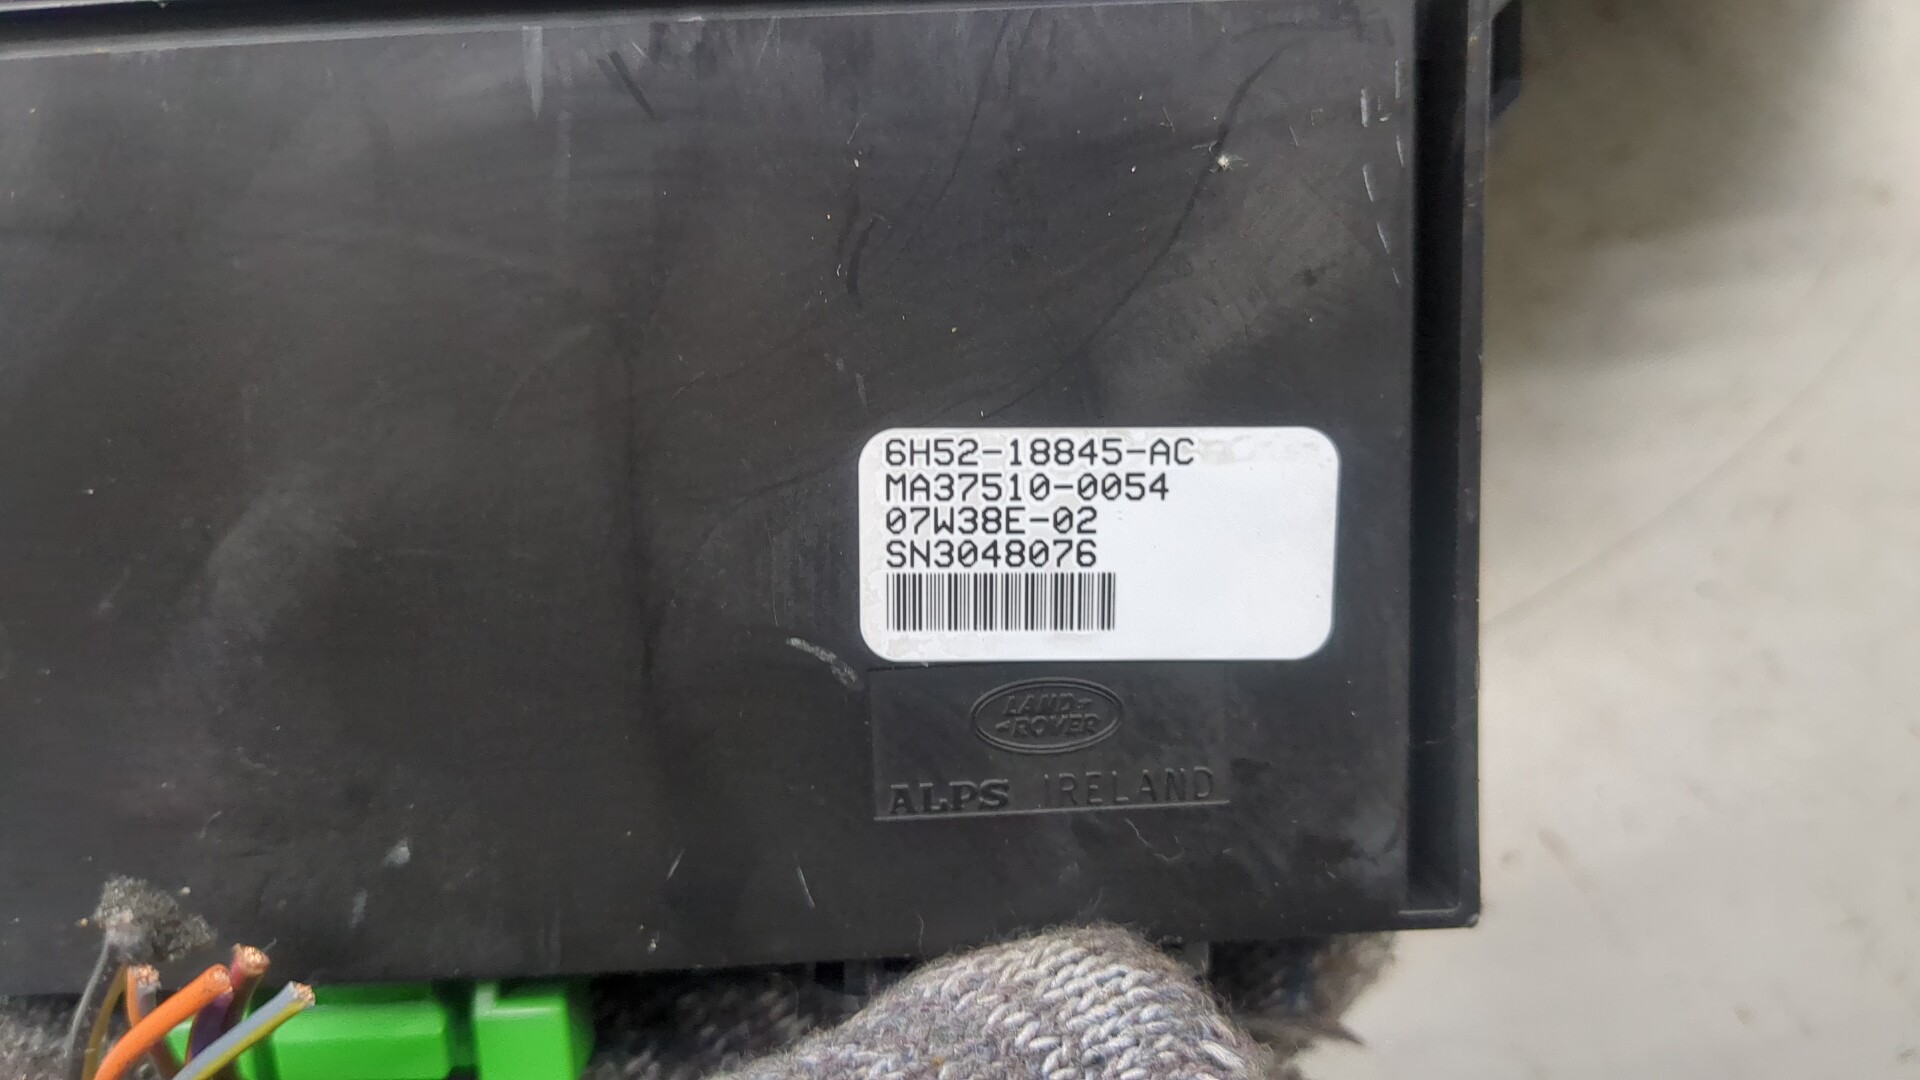 6H52-18845-AC
MA37510-0054
07W38E-02
SN3048076
LAND-
-ROVER
ALPS IRELAND